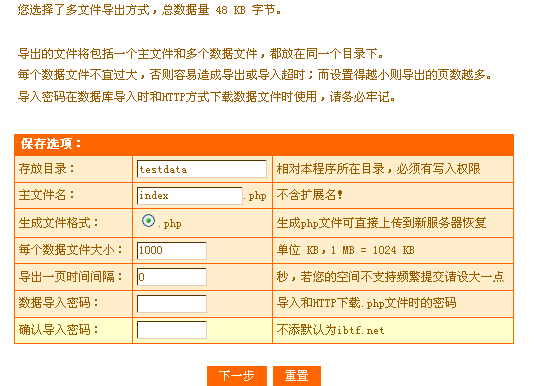 您选择了多文件导出方式，总数据量 48 KB 字节。
导出的文件将包括一个主文件和多个数据文件，都放在同一个目录下。
每个数据文件不宜过大，否则容易造成导出或导入超时；而设置得越小则导出的页数越多。
导入密码在数据库导入时和HTTP方式下载数据文件时使用，请务必牢记。
保存选项：
存放目录： testdata 相对本程序所在目录，必须有写入权限
主文件名： index .php 不含扩展名！
生成文件格式： .php 生成php文件可直接上传到新服务器恢复
每个数据文件大小： 1000 单位 KB，1 MB = 1024 KB
导出一页时间间隔： 0 秒，若您的空间不支持频繁提交请设大一点
数据导入密码： 导入和HTTP下载.php文件时的密码
确认导入密码： 不添默认为ibtf.net
下一步 重置